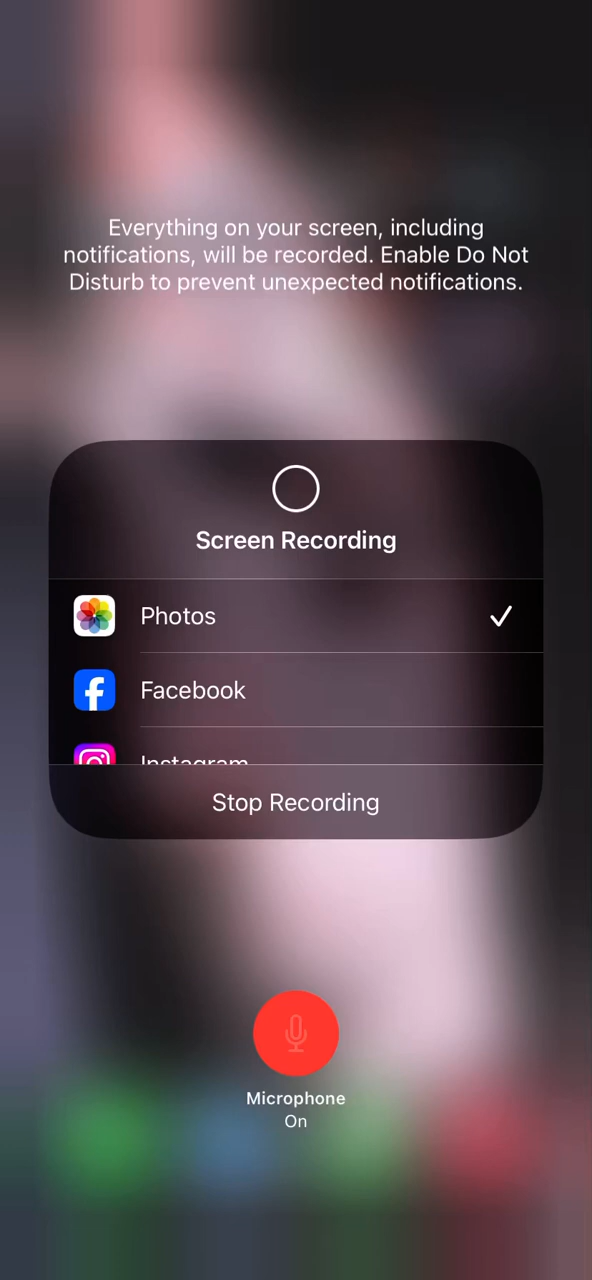 Everything on your screen, including
notifications, will be recorded. Enable Do Not
Disturb to prevent unexpected notifications.
Screen Recording
Photos
Facebook
Instagram
Stop Recording
Microphone
On